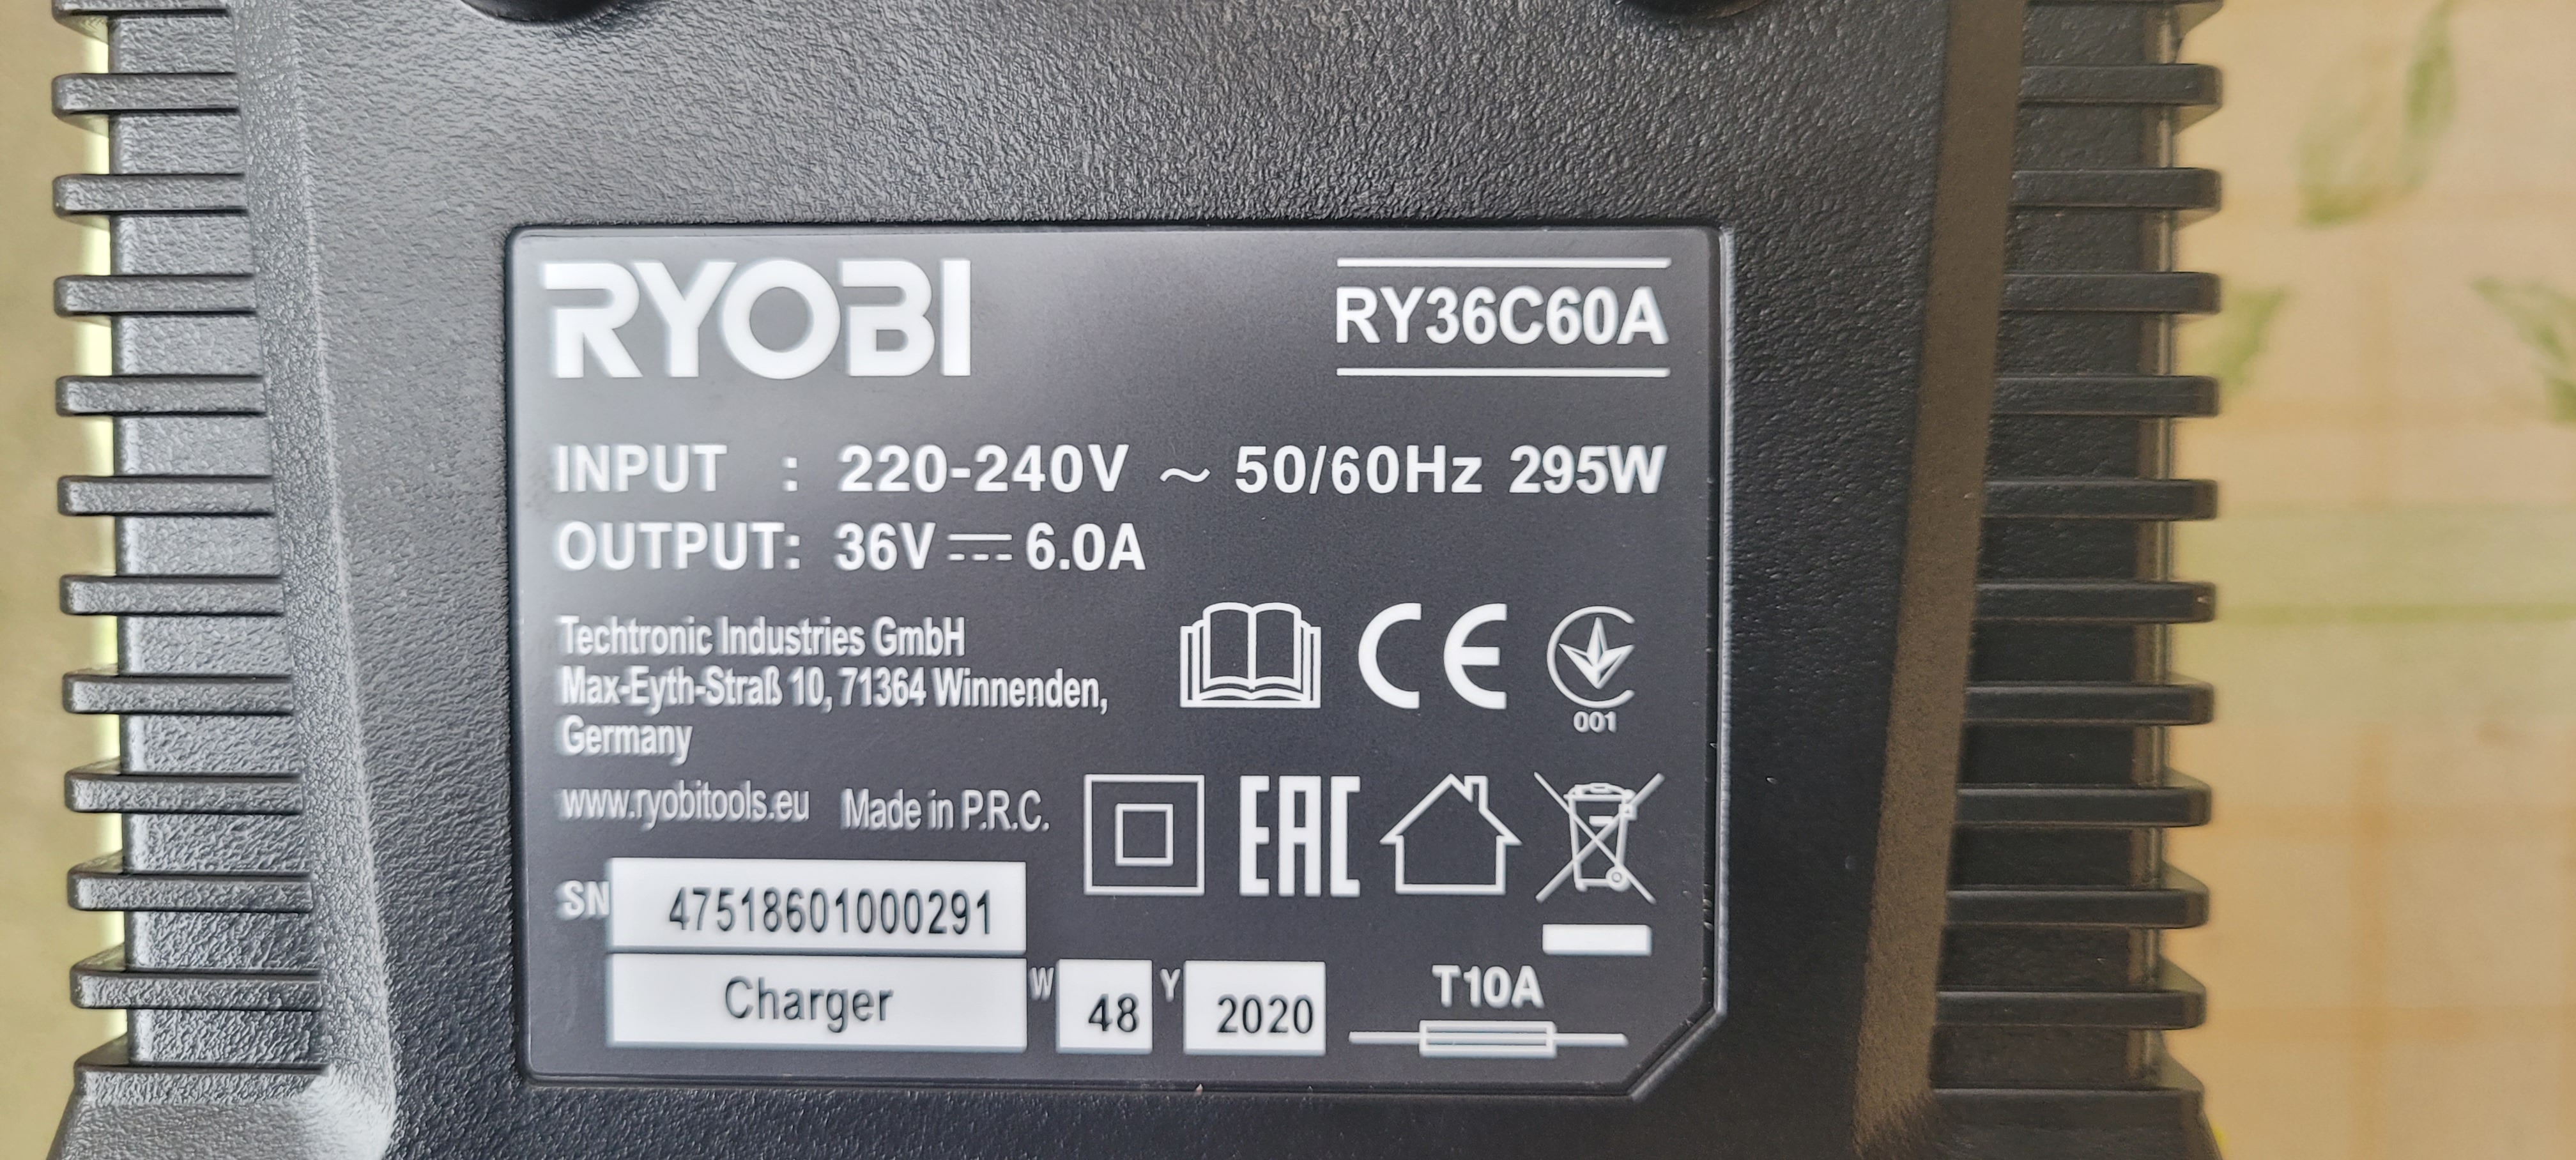 RYOBI
RY36C60A
INPUT : 220-240V ~ 50/60Hz 295W
OUTPUT: 36V ⎓ 6.0A
Techtronic Industries GmbH
Max-Eyth-Straß 10, 71364 Winnenden,
Germany
CE
001
www.ryobitools.eu Made in P.R.C.
EAC
SN 47518601000291
Charger W 48 Y 2020
T10A